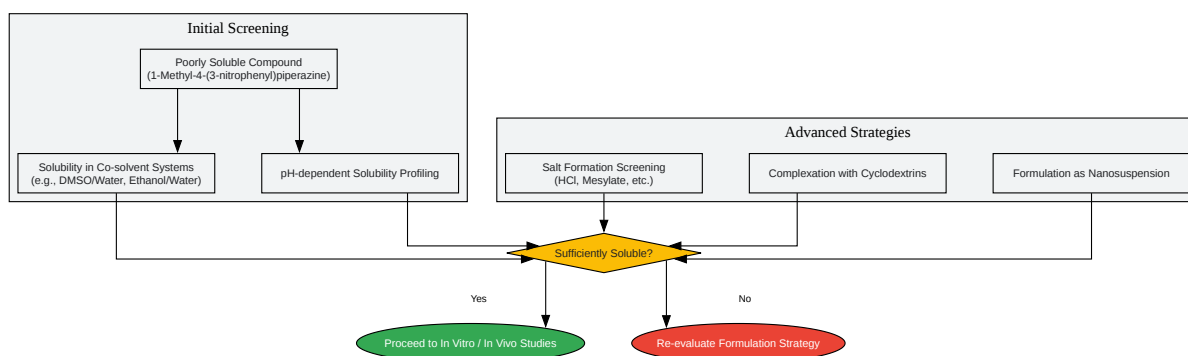 Initial Screening
Poorly Soluble Compound
(1-Methyl-4-(3-nitrophenyl)piperazine)
Solubility in Co-solvent Systems
(e.g., DMSO/Water, Ethanol/Water)
pH-dependent Solubility Profiling
Advanced Strategies
Salt Formation Screening
(HCl, Mesylate, etc.)
Complexation with Cyclodextrins
Formulation as Nanosuspension
Sufficiently Soluble?
Yes
No
Proceed to In Vitro / In Vivo Studies
Re-evaluate Formulation Strategy